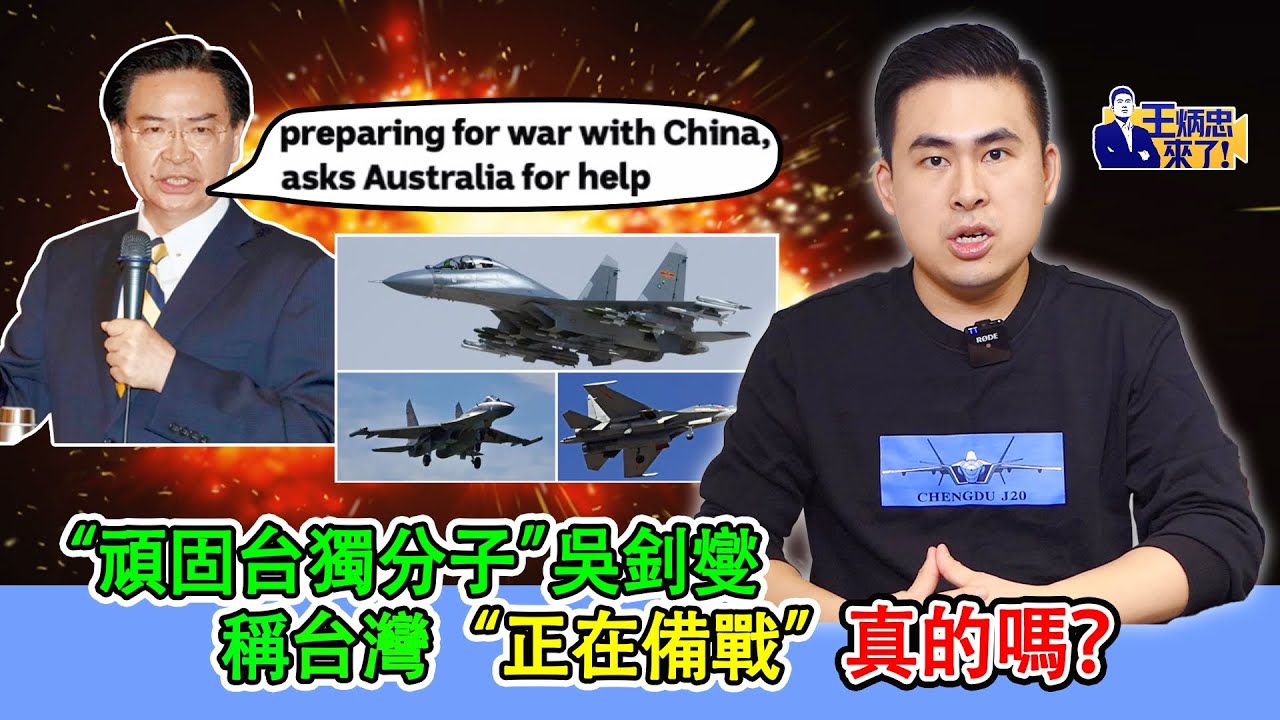 preparing for war with China,
asks Australia for help
王炳忠
來了!
RØDE
CHENGDU J20
“頑固台獨分子”吳釗燮
稱台灣“正在備戰”真的嗎?